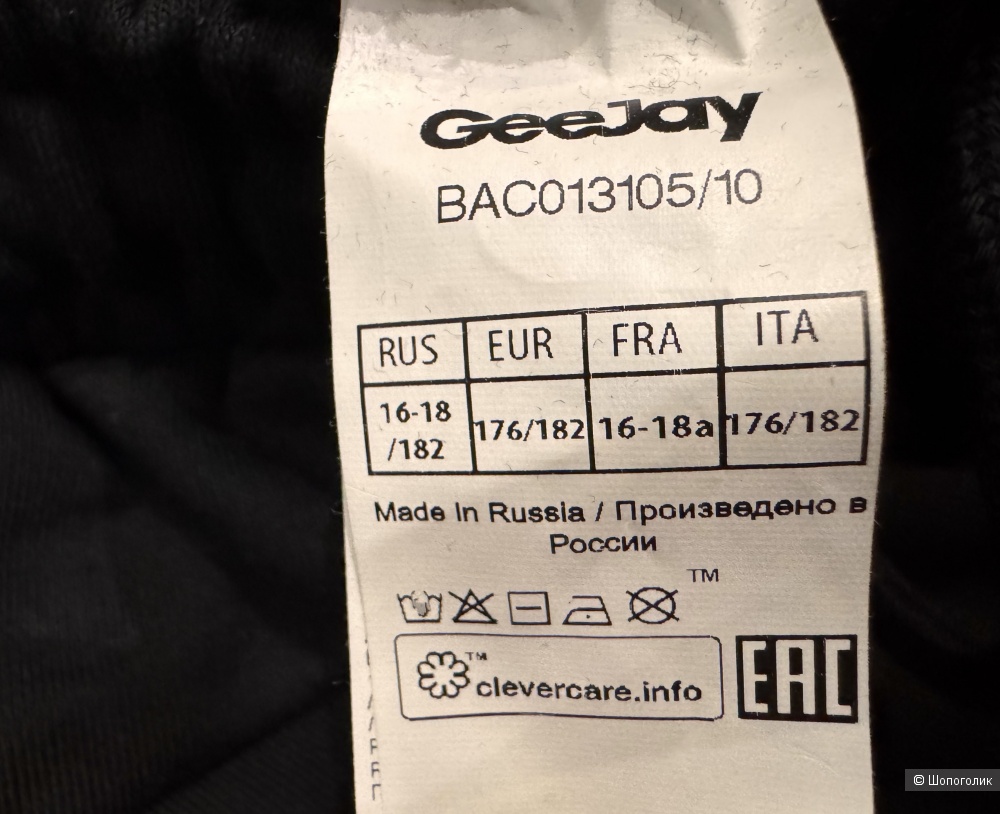 GeeJay
BAC013105/10
RUS EUR FRA ITA
16-18 176/182 16-18a 176/182
/182
Made In Russia / Произведено в
России
TM
TM
clevercare.info
EAC
© Шопоголик